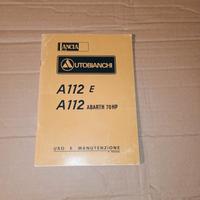 LANCIA
AUTOBIANCHI
A112 E
A112 ABARTH 70HP
USO E MANUTENZIONE